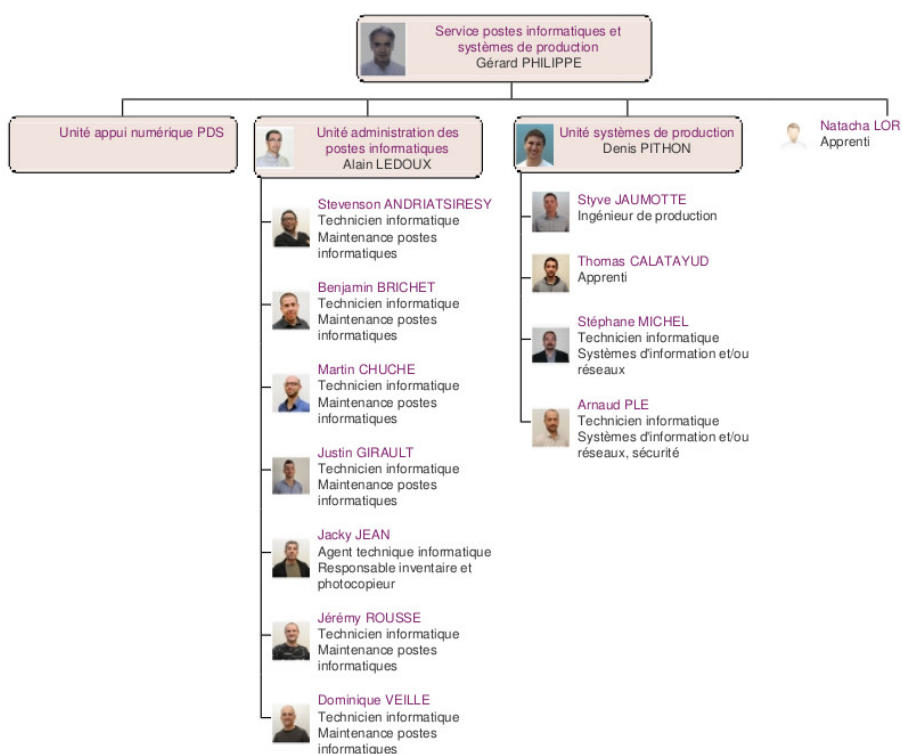 Service postes informatiques et
systèmes de production
Gérard PHILIPPE
Unité appui numérique PDS
Unité administration des
postes informatiques
Alain LEDOUX
Unité systèmes de production
Denis PITHON
Natacha LOR
Apprenti
Stevenson ANDRIATSIRESY
Technicien informatique
Maintenance postes
informatiques
Benjamin BRICHET
Technicien informatique
Maintenance postes
informatiques
Martin CHUCHE
Technicien informatique
Maintenance postes
informatiques
Justin GIRAULT
Technicien informatique
Maintenance postes
informatiques
Jacky JEAN
Agent technique informatique
Responsable inventaire et
photocopieur
Jérémy ROUSSE
Technicien informatique
Maintenance postes
informatiques
Dominique VEILLE
Technicien informatique
Maintenance postes
informatiques
Styve JAUMOTTE
Ingénieur de production
Thomas CALATAYUD
Apprenti
Stéphane MICHEL
Technicien informatique
Systèmes d'information et/ou
réseaux
Arnaud PLE
Technicien informatique
Systèmes d'information et/ou
réseaux, sécurité